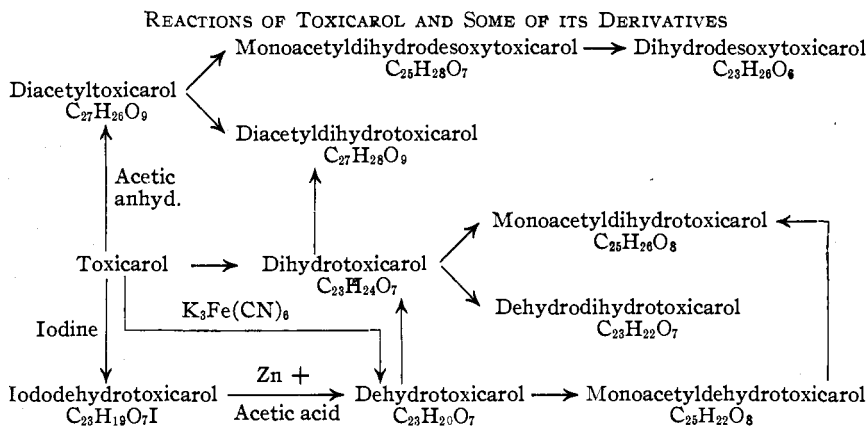 REACTIONS OF TOXICAROL AND SOME OF ITS DERIVATIVES
Monoacetyldihydrodesoxytoxicarol
C₂₅H₂₈O₇
Dihydrodesoxytoxicarol
C₂₃H₂₆O₆
Diacetyltoxicarol
C₂₇H₂₆O₉
Diacetyldihydrotoxicarol
C₂₇H₂₈O₉
Acetic
anhyd.
Monoacetyldihydrotoxicarol
C₂₅H₂₆O₈
Toxicarol
Dihydrotoxicarol
C₂₃H₂₄O₇
Dehydrodihydrotoxicarol
C₂₃H₂₂O₇
K₃Fe(CN)₆
Iodine
Iododehydrotoxicarol
C₂₃H₁₉O₇I
Zn +
Acetic acid
Dehydrotoxicarol
C₂₃H₂₀O₇
Monoacetyldehydrotoxicarol
C₂₅H₂₂O₈